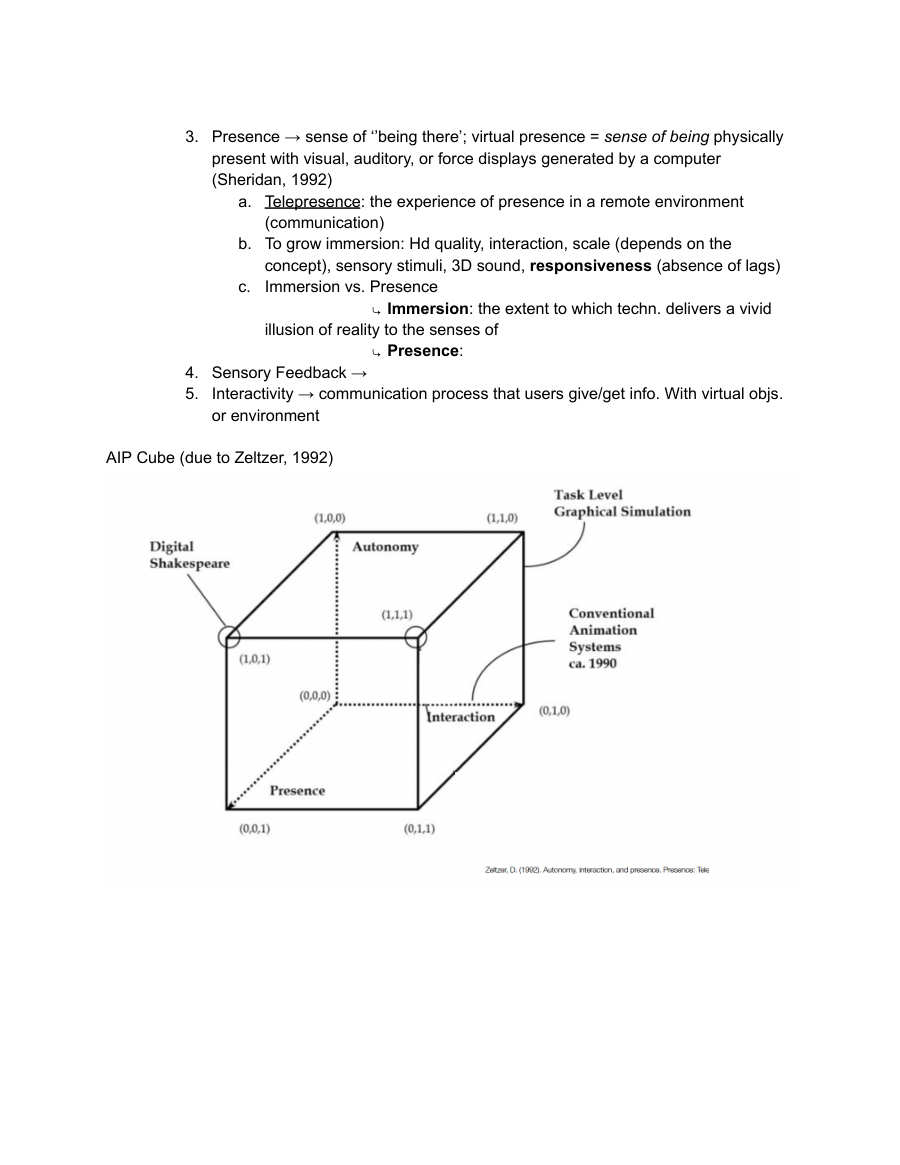 3. Presence → sense of ‘’being there’; virtual presence = sense of being physically
present with visual, auditory, or force displays generated by a computer
(Sheridan, 1992)
a. Telepresence: the experience of presence in a remote environment
(communication)
b. To grow immersion: Hd quality, interaction, scale (depends on the
concept), sensory stimuli, 3D sound, responsiveness (absence of lags)
c. Immersion vs. Presence
↳ Immersion: the extent to which techn. delivers a vivid
illusion of reality to the senses of
↳ Presence:
4. Sensory Feedback →
5. Interactivity → communication process that users give/get info. With virtual objs.
or environment
AIP Cube (due to Zeltzer, 1992)
Task Level
Graphical Simulation
(1,0,0)
(1,1,0)
Digital
Shakespeare
Autonomy
(1,1,1)
Conventional
Animation
Systems
ca. 1990
(1,0,1)
(0,0,0)
Interaction
(0,1,0)
Presence
(0,0,1)
(0,1,1)
Zeltzer, D. (1992). Autonomy, interaction, and presence. Presence: Tele